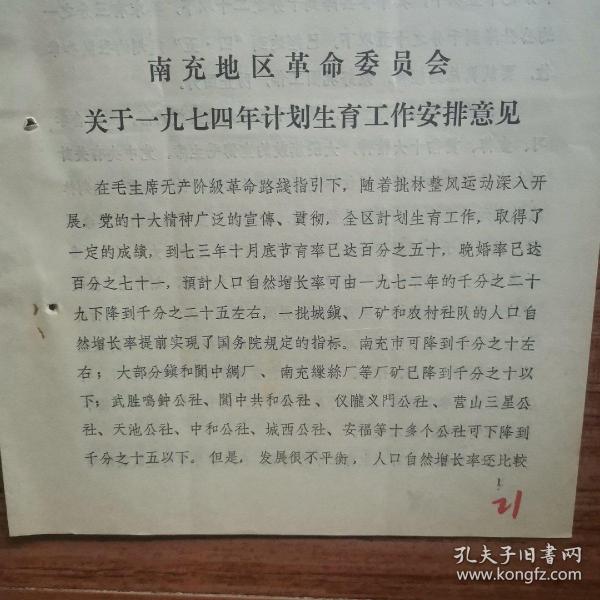 南充地区革命委员会
关于一九七四年计划生育工作安排意见
在毛主席无产阶级革命路线指引下，随着批林整风运动深入开
展，党的十大精神广泛的宣傳、貫彻，全区計划生育工作，取得了
一定的成績，到七三年十月底节育率已达百分之五十，晚婚率已达
百分之七十一，預計人口自然增长率可由一九七二年的千分之二十
九下降到千分之二十五左右，一批城鎮、厂矿和农村社队的人口自
然增长率提前实现了国务院规定的指标。南充市可降到千分之十左
右；大部分鎮和閬中綢厂、南充繅絲厂等厂矿已降到千分之十以
下；武胜鸣鈡公社、閬中共和公社、仪隴义門公社、营山三星公
社、天池公社、中和公社、城西公社、安福等十多个公社可下降到
千分之十五以下。但是，发展很不平衡，人口自然增长率还比較
1
21
孔夫子旧书网
www.kongfz.com